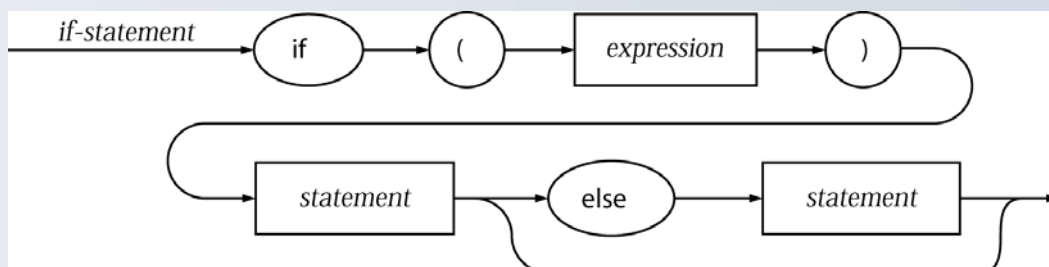 if-statement if ( expression )
statement else statement